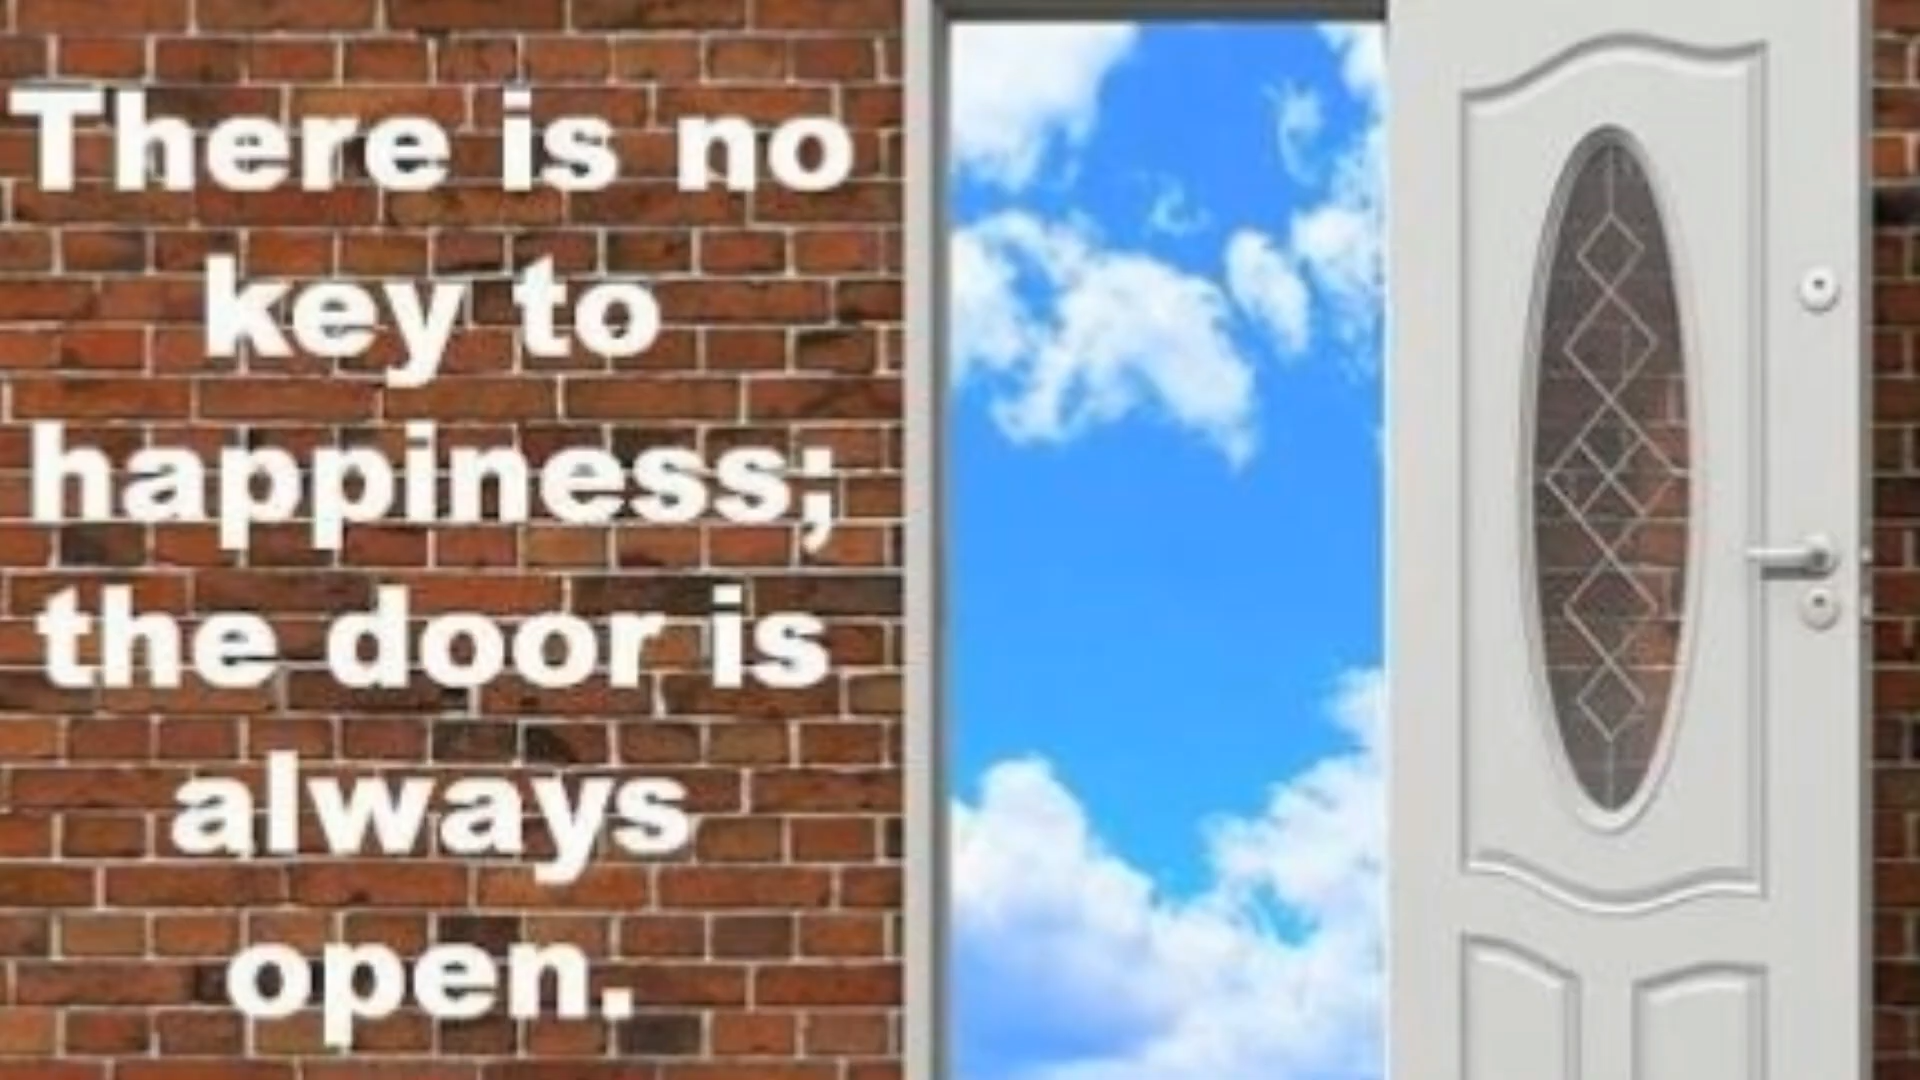 There is no
key to
happiness;
the door is
always
open.